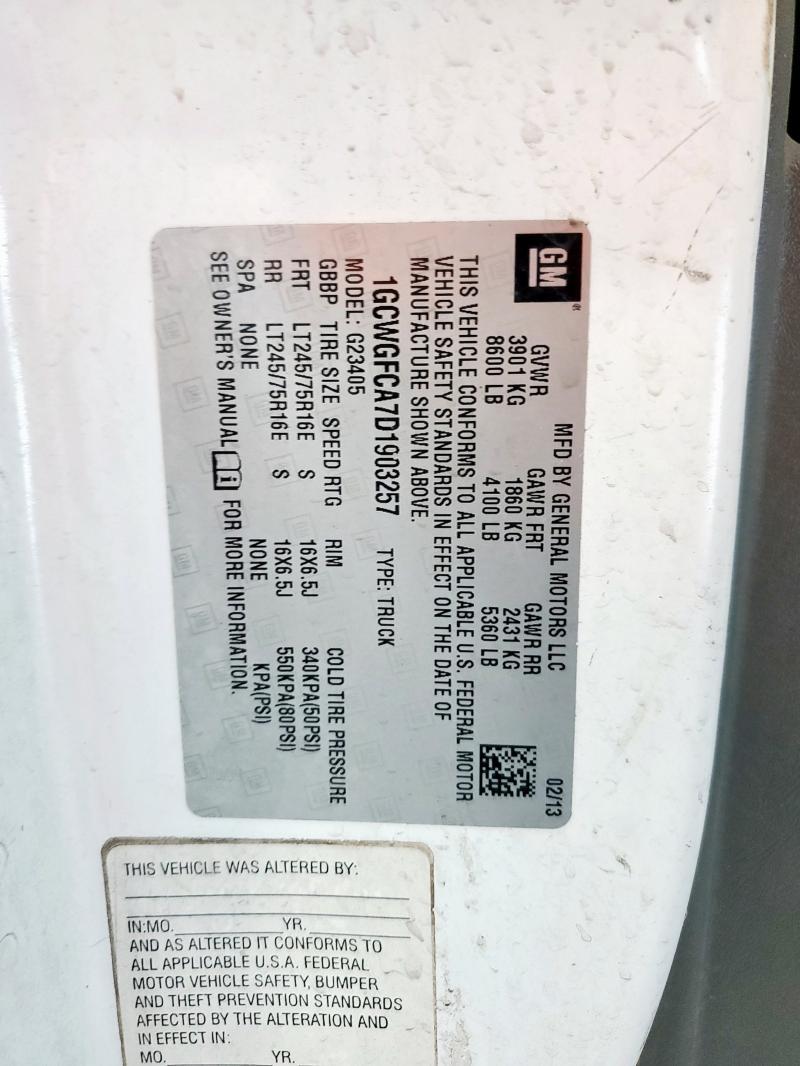 GM®
MFD BY GENERAL MOTORS LLC 02/13
GVWR GAWR FRT GAWR RR
3901 KG 1860 KG 2431 KG
8600 LB 4100 LB 5360 LB
THIS VEHICLE CONFORMS TO ALL APPLICABLE U.S. FEDERAL MOTOR
VEHICLE SAFETY STANDARDS IN EFFECT ON THE DATE OF
MANUFACTURE SHOWN ABOVE.
1GCWGFCA7D1903257 TYPE: TRUCK
MODEL: G23405
GBBP TIRE SIZE SPEED RTG RIM COLD TIRE PRESSURE
FRT LT245/75R16E S 16X6.5J 340KPA(50PSI)
RR LT245/75R16E S 16X6.5J 550KPA(80PSI)
SPA NONE NONE KPA(PSI)
SEE OWNER'S MANUAL i FOR MORE INFORMATION.
THIS VEHICLE WAS ALTERED BY:
IN:MO. YR.
AND AS ALTERED IT CONFORMS TO
ALL APPLICABLE U.S.A. FEDERAL
MOTOR VEHICLE SAFETY, BUMPER
AND THEFT PREVENTION STANDARDS
AFFECTED BY THE ALTERATION AND
IN EFFECT IN:
MO. YR.